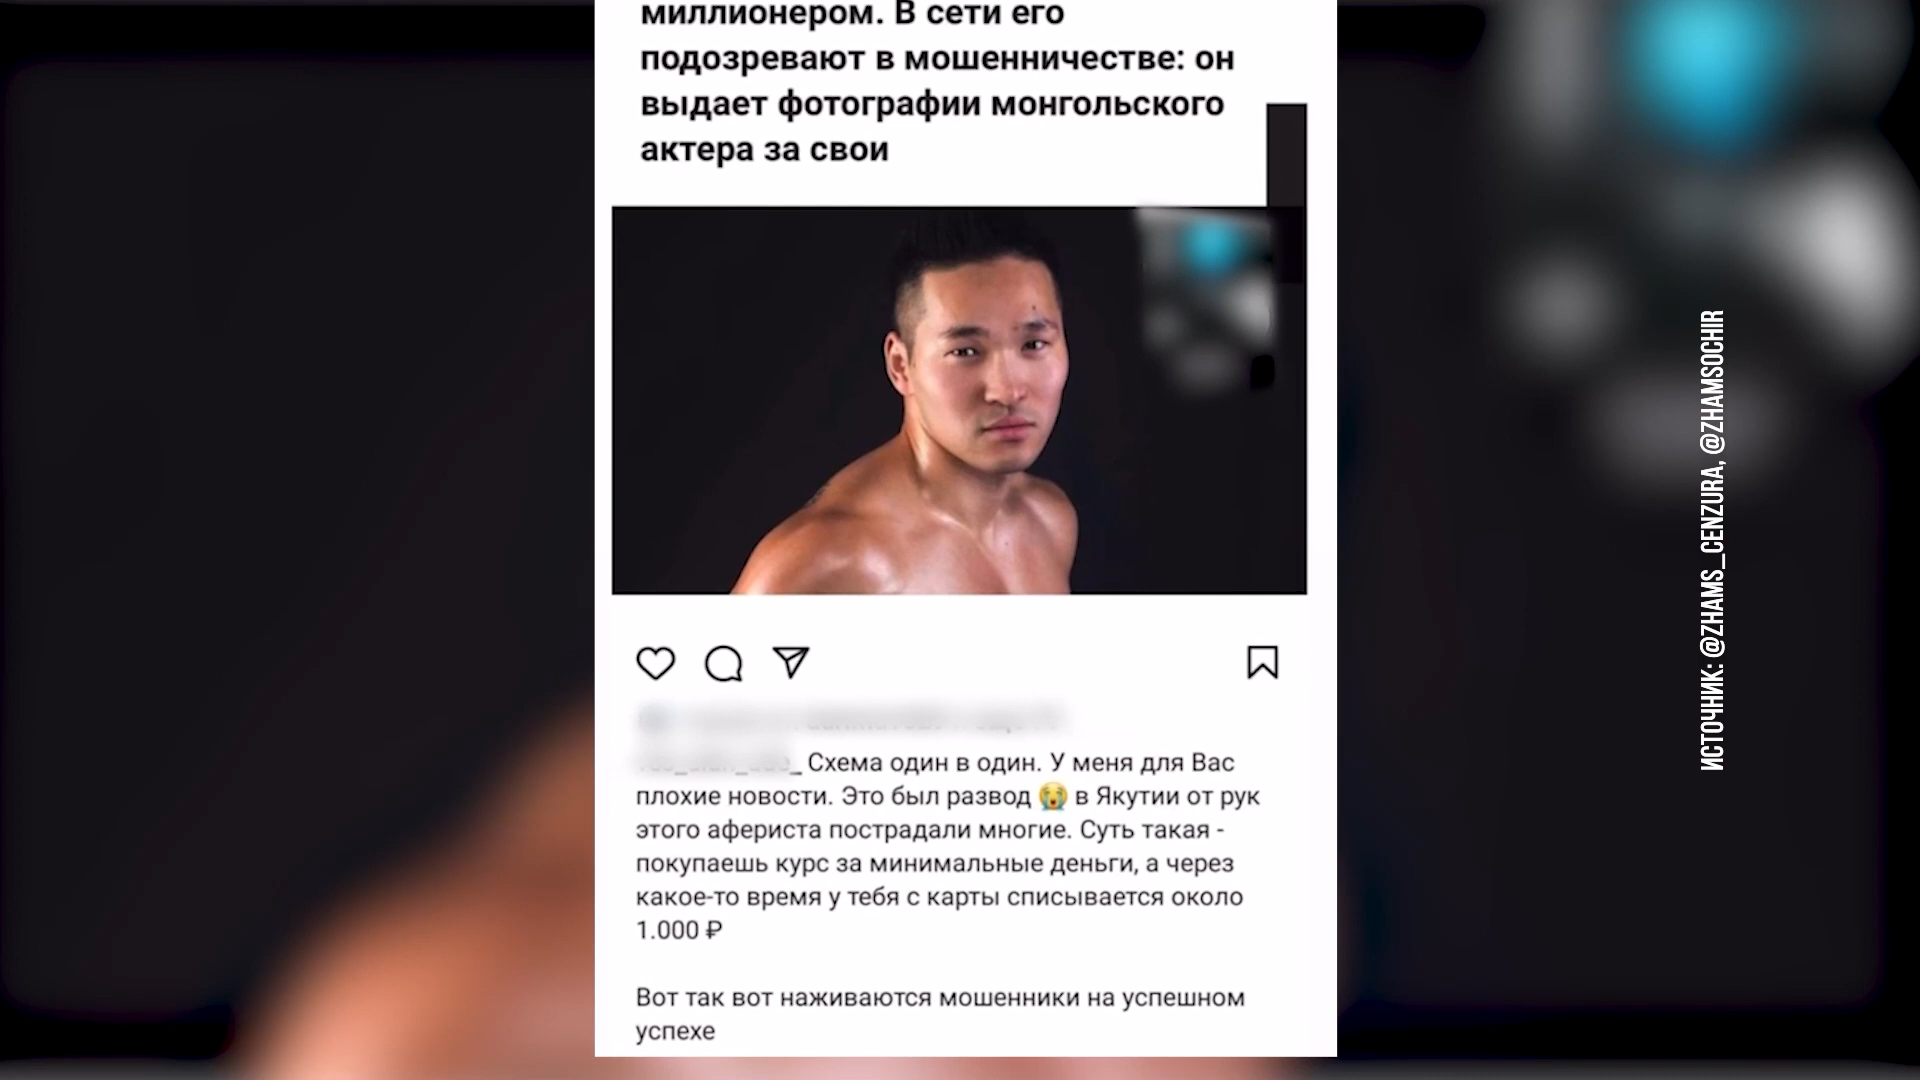 миллионером. В сети его
подозревают в мошенничестве: он
выдает фотографии монгольского
актера за свои
Схема один в один. У меня для Вас
плохие новости. Это был развод 😭 в Якутии от рук
этого афериста пострадали многие. Суть такая -
покупаешь курс за минимальные деньги, а через
какое-то время у тебя с карты списывается около
1.000 ₽
Вот так вот наживаются мошенники на успешном
успехе
ИСТОЧНИК: @ZHAMS_CENZURA, @ZHAMSOCHIR